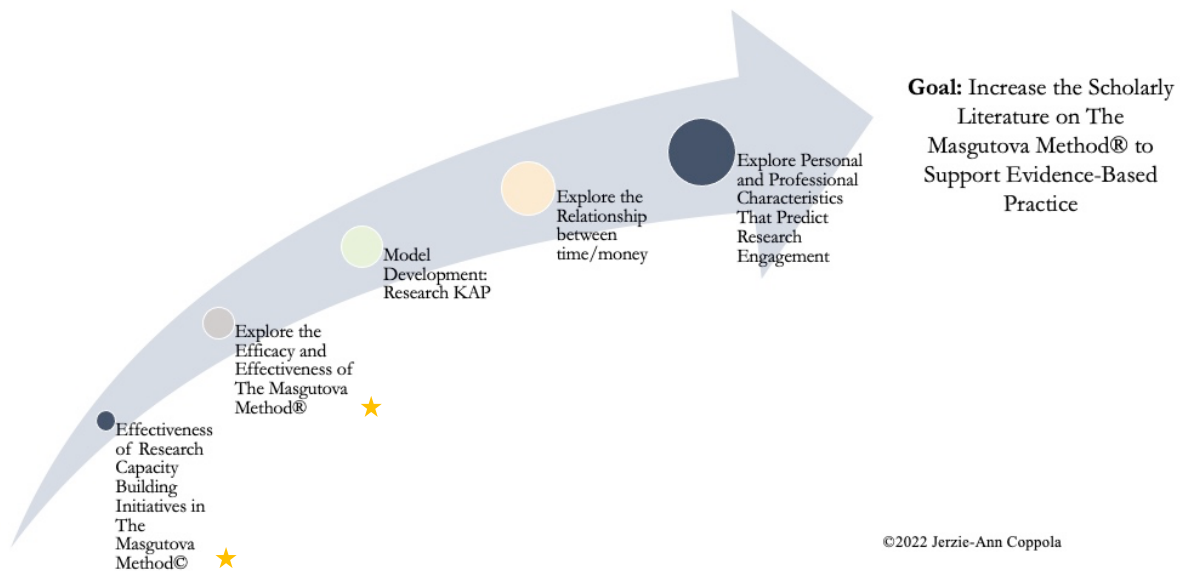 Goal: Increase the Scholarly
Literature on The
Masgutova Method® to
Support Evidence-Based
Practice
Explore Personal
and Professional
Characteristics
That Predict
Research
Engagement
Explore the
Relationship
between
time/money
Model
Development:
Research KAP
Explore the
Efficacy and
Effectiveness of
The Masgutova
Method®
Effectiveness
of Research
Capacity
Building
Initiatives in
The
Masgutova
Method©
©2022 Jerzie-Ann Coppola